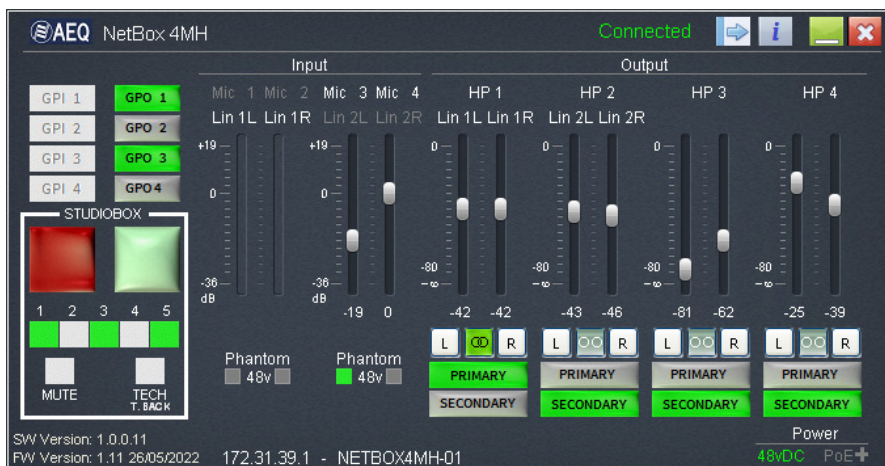 AEQ NetBox 4MH
Connected
i
Input
Output
GPI 1 GPO 1
GPI 2 GPO 2
GPI 3 GPO 3
GPI 4 GPO 4
Mic 1 Mic 2 Mic 3 Mic 4
Lin 1L Lin 1R Lin 2L Lin 2R
+19 0 -36 dB
+19 0 -36 dB
-19 0
HP 1 HP 2 HP 3 HP 4
Lin 1L Lin 1R Lin 2L Lin 2R
0 -80 -∞
0 -80 -∞
0 -80 -∞
0 -80 -∞
-42 -42 -43 -46 -81 -62 -25 -39
L R L R L R L R
PRIMARY PRIMARY PRIMARY PRIMARY
SECONDARY SECONDARY SECONDARY SECONDARY
STUDIOBOX
1 2 3 4 5
MUTE
TECH
T. BACK
Phantom
48v
Phantom
48v
SW Version: 1.0.0.11
FW Version: 1.11 26/05/2022
172.31.39.1 - NETBOX4MH-01
Power
48vDC PoE+